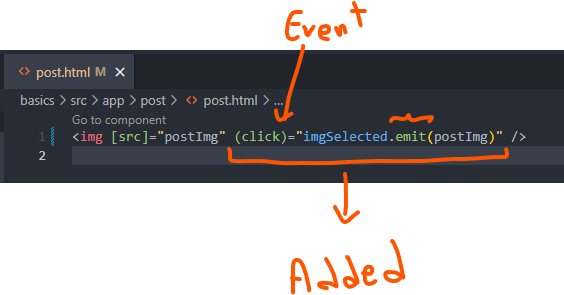 Event
<> post.html M ×
basics > src > app > post > <> post.html > ...
Go to component
1 <img [src]="postImg" (click)="imgSelected.emit(postImg)" />
2
Added